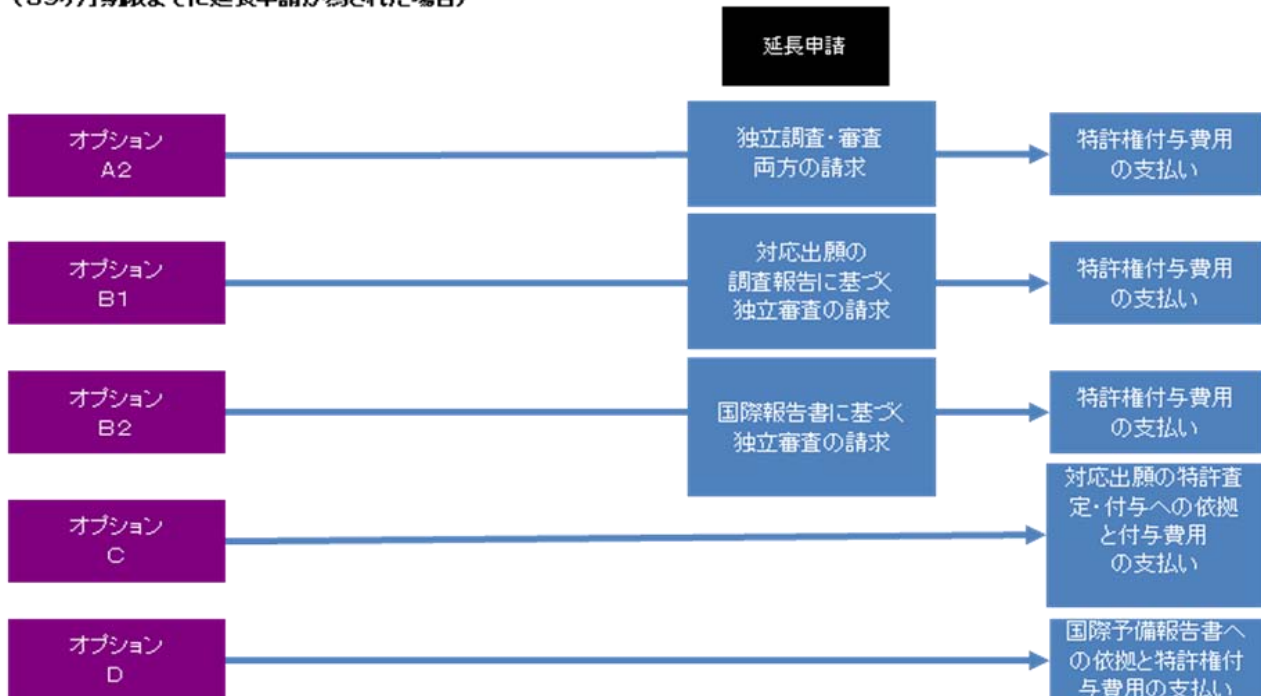 延長申請
オプション
A2
独立調査・審査
両方の請求
特許権付与費用
の支払い
オプション
B1
対応出願の
調査報告に基づく
独立審査の請求
特許権付与費用
の支払い
オプション
B2
国際報告書に基づく
独立審査の請求
特許権付与費用
の支払い
オプション
C
対応出願の特許査
定・付与への依拠
と付与費用
の支払い
オプション
D
国際予備報告書へ
の依拠と特許権付
与費用の支払い